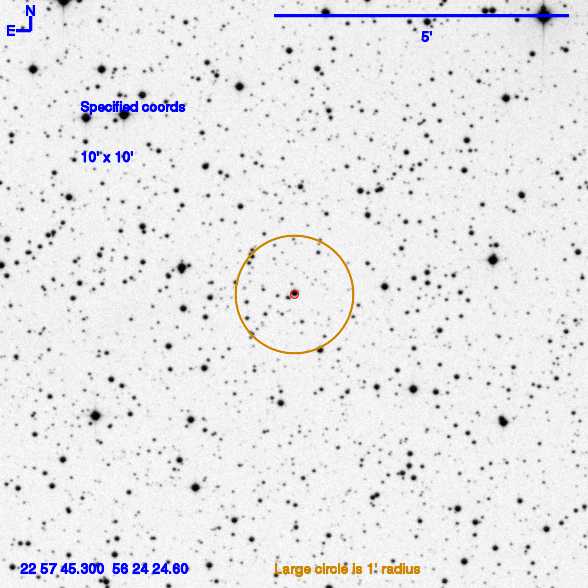 N
E
5'
Specified coords
10' x 10'
22 57 45.300 56 24 24.60
Large circle is 1' radius